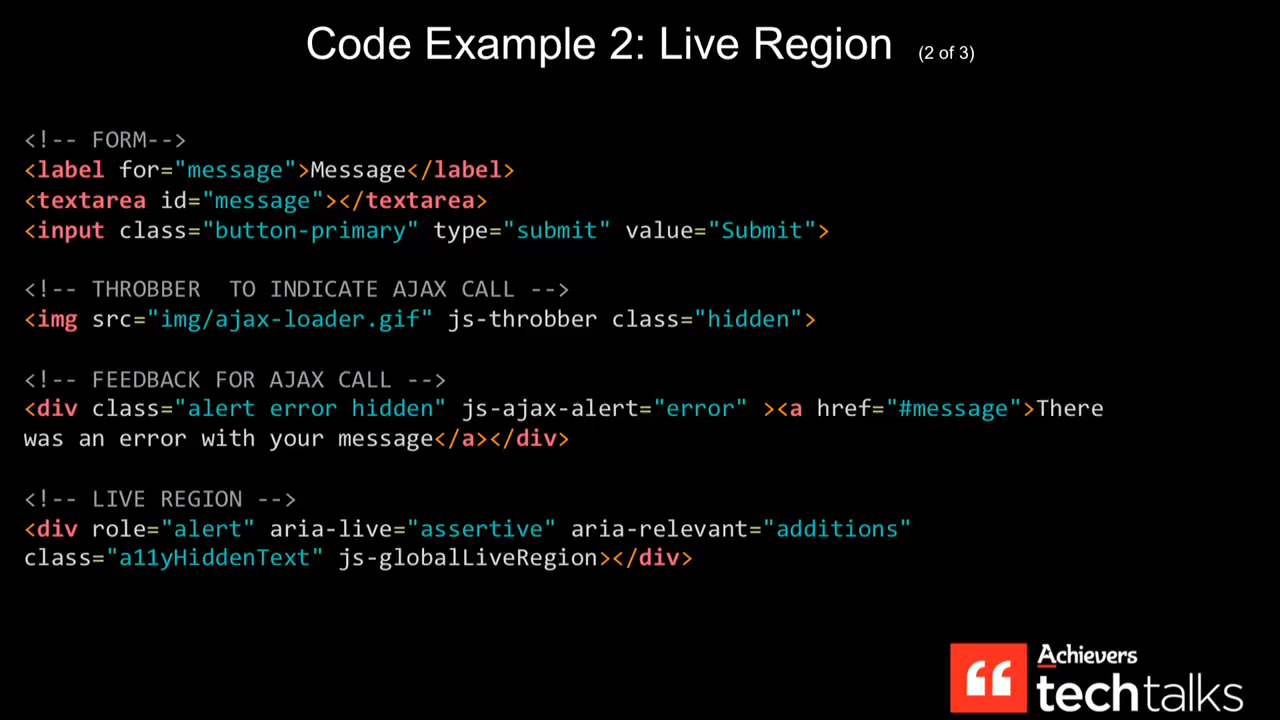 Code Example 2: Live Region (2 of 3)
<!-- FORM-->
<label for="message">Message</label>
<textarea id="message"></textarea>
<input class="button-primary" type="submit" value="Submit">
<!-- THROBBER  TO INDICATE AJAX CALL -->
<img src="img/ajax-loader.gif" js-throbber class="hidden">
<!-- FEEDBACK FOR AJAX CALL -->
<div class="alert error hidden" js-ajax-alert="error" ><a href="#message">There
was an error with your message</a></div>
<!-- LIVE REGION -->
<div role="alert" aria-live="assertive" aria-relevant="additions"
class="a11yHiddenText" js-globalLiveRegion></div>
Achievers
techtalks